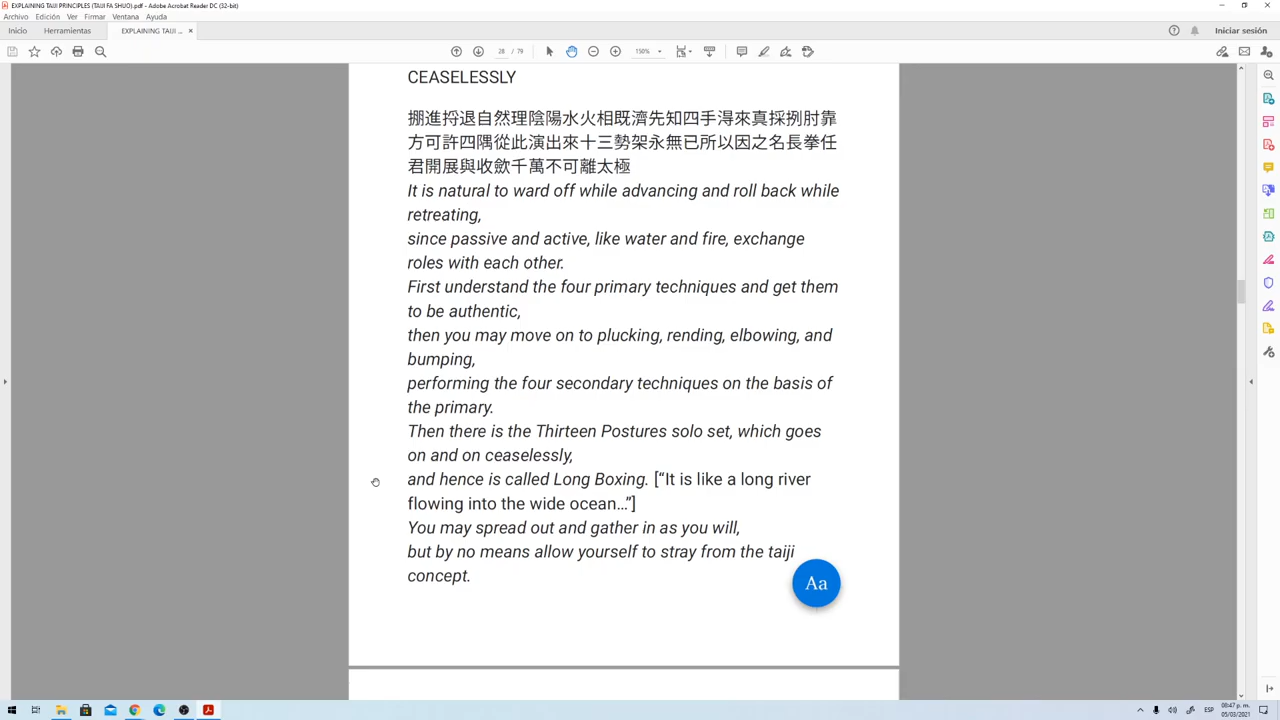 EXPLAINING TAIJI PRINCIPLES (TAIJI FA SHUO).pdf - Adobe Acrobat Reader DC (32-bit)
Archivo Edición Ver Firmar Ventana Ayuda
Inicio Herramientas EXPLAINING TAIJI ... × Iniciar sesión
28 / 79 150%
CEASELESSLY
掤進捋退自然理陰陽水火相既濟先知四手淂來真採挒肘靠
方可許四隅從此演出來十三勢架永無已所以因之名長拳任
君開展與收歛千萬不可離太極
It is natural to ward off while advancing and roll back while
retreating,
since passive and active, like water and fire, exchange
roles with each other.
First understand the four primary techniques and get them
to be authentic,
then you may move on to plucking, rending, elbowing, and
bumping,
performing the four secondary techniques on the basis of
the primary.
Then there is the Thirteen Postures solo set, which goes
on and on ceaselessly,
and hence is called Long Boxing. [“It is like a long river
flowing into the wide ocean…”]
You may spread out and gather in as you will,
but by no means allow yourself to stray from the taiji
concept.
Aa
ESP
00:47 p. m.
05/03/2021